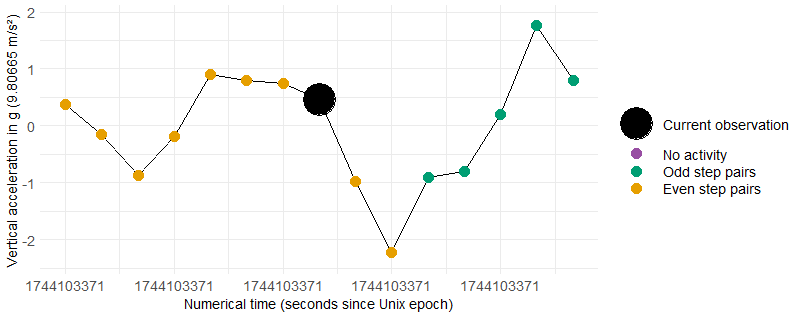 Vertical acceleration in g (9.80665 m/s²)
2
1
0
-1
-2
1744103371 1744103371 1744103371 1744103371 1744103371
Numerical time (seconds since Unix epoch)
Current observation
No activity
Odd step pairs
Even step pairs